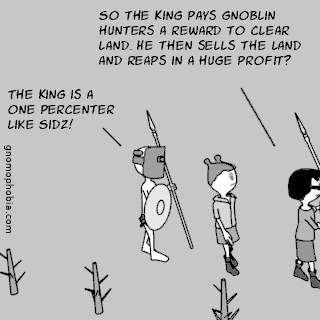 SO THE KING PAYS GNOBLIN
HUNTERS A REWARD TO CLEAR
LAND. HE THEN SELLS THE LAND
AND REAPS IN A HUGE PROFIT?
THE KING IS A
ONE PERCENTER
LIKE SIDZ!
gnomophobia.com